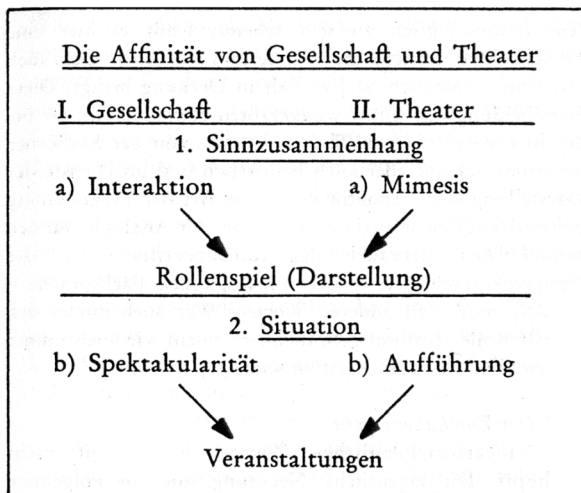 Die Affinität von Gesellschaft und Theater
I. Gesellschaft II. Theater
1. Sinnzusammenhang
a) Interaktion a) Mimesis
Rollenspiel (Darstellung)
2. Situation
b) Spektakularität b) Aufführung
Veranstaltungen